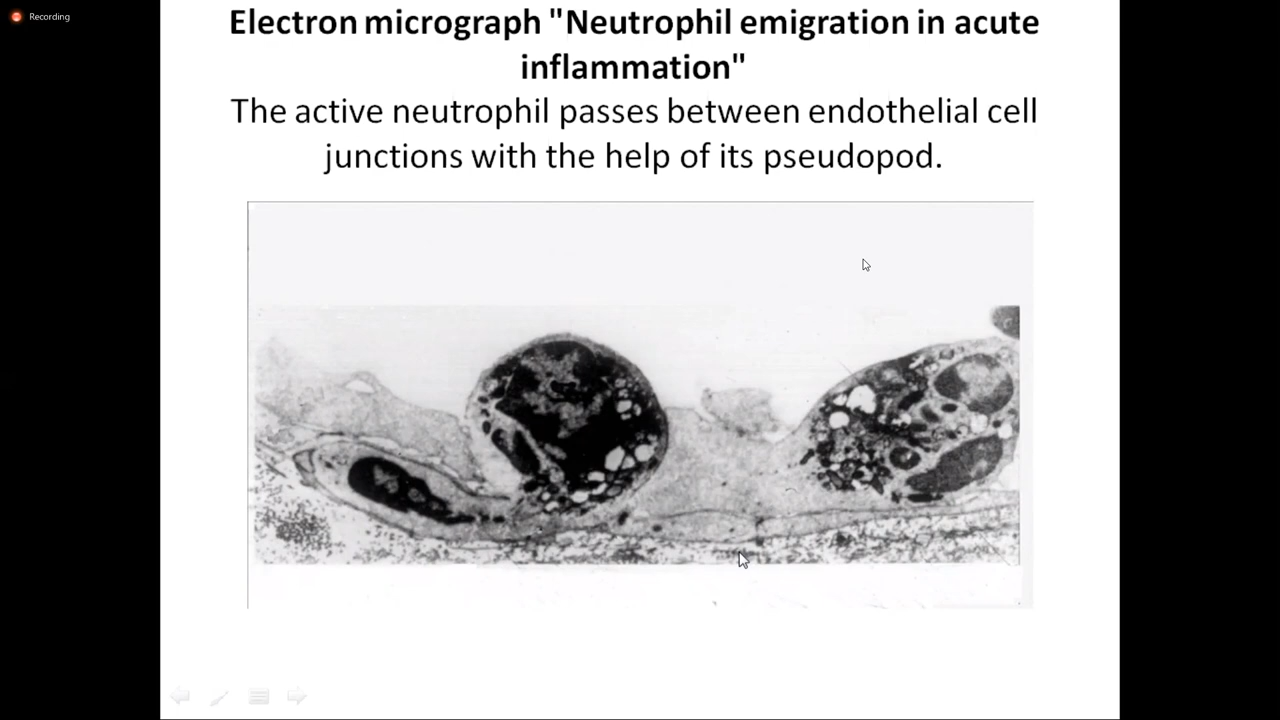 Recording
Electron micrograph "Neutrophil emigration in acute
inflammation"
The active neutrophil passes between endothelial cell
junctions with the help of its pseudopod.